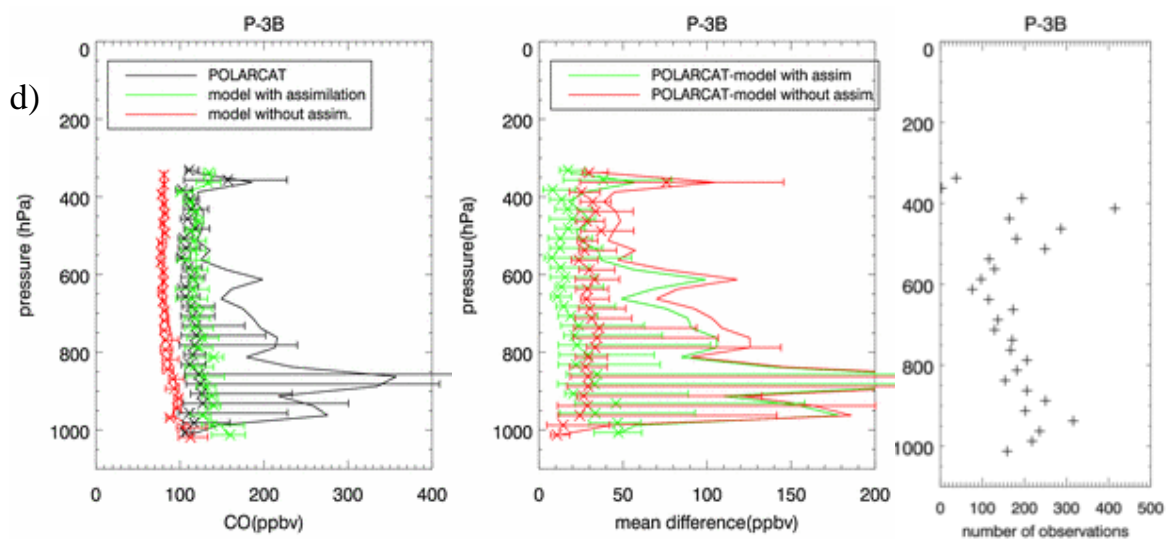 P-3B
P-3B
P-3B
d)
POLARCAT
model with assimilation
model without assim.
0
200
400
600
800
1000
pressure (hPa)
0
100
200
300
400
CO(ppbv)
POLARCAT-model with assim
POLARCAT-model without assim.
0
200
400
600
800
1000
pressure(hPa)
0
50
100
150
200
mean difference(ppbv)
0
200
400
600
800
1000
0
100
200
300
400
500
number of observations